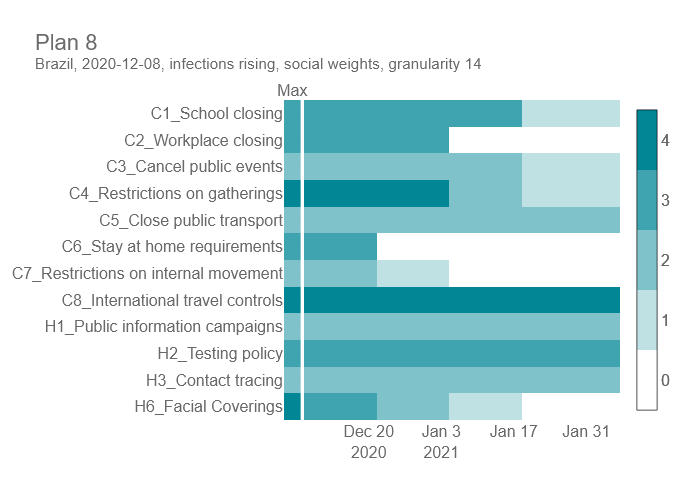 Plan 8
Brazil, 2020-12-08, infections rising, social weights, granularity 14
Max
C1_School closing
C2_Workplace closing
C3_Cancel public events
C4_Restrictions on gatherings
C5_Close public transport
C6_Stay at home requirements
C7_Restrictions on internal movement
C8_International travel controls
H1_Public information campaigns
H2_Testing policy
H3_Contact tracing
H6_Facial Coverings
4
3
2
1
0
Dec 20 Jan 3 Jan 17 Jan 31
2020 2021